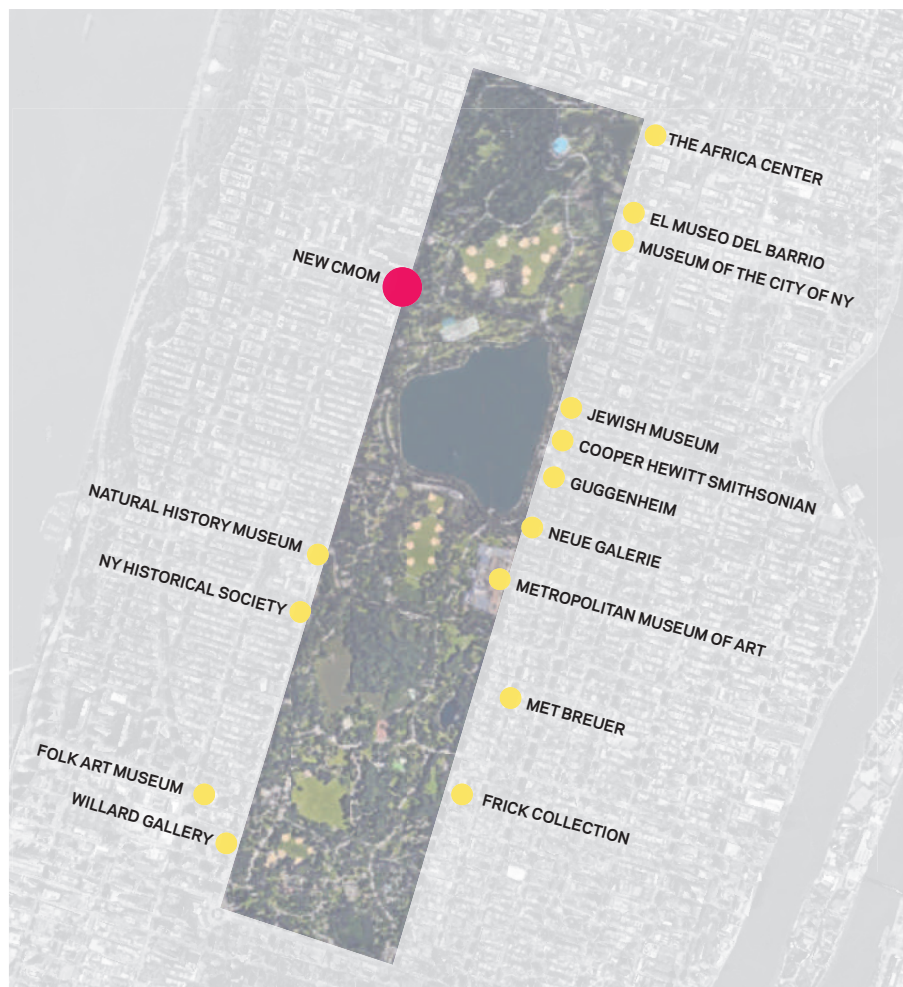 THE AFRICA CENTER
EL MUSEO DEL BARRIO
MUSEUM OF THE CITY OF NY
NEW CMOM
JEWISH MUSEUM
COOPER HEWITT SMITHSONIAN
GUGGENHEIM
NATURAL HISTORY MUSEUM
NEUE GALERIE
NY HISTORICAL SOCIETY
METROPOLITAN MUSEUM OF ART
MET BREUER
FOLK ART MUSEUM
WILLARD GALLERY
FRICK COLLECTION